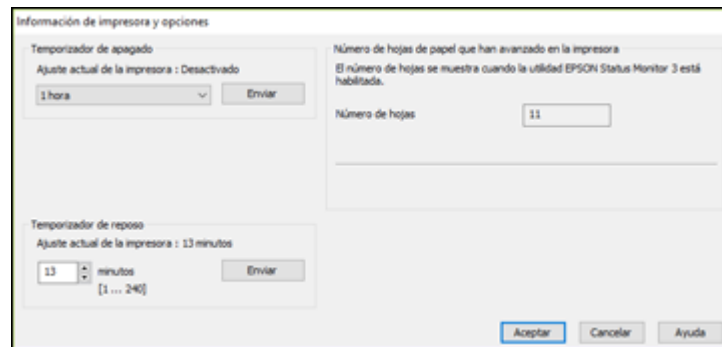 Información de impresora y opciones
Temporizador de apagado
Ajuste actual de la impresora : Desactivado
1 hora
Enviar
Número de hojas de papel que han avanzado en la impresora
El número de hojas se muestra cuando la utilidad EPSON Status Monitor 3 está
habilitada.
Número de hojas
11
Temporizador de reposo
Ajuste actual de la impresora : 13 minutos
13
minutos
Enviar
[1 ... 240]
Aceptar
Cancelar
Ayuda